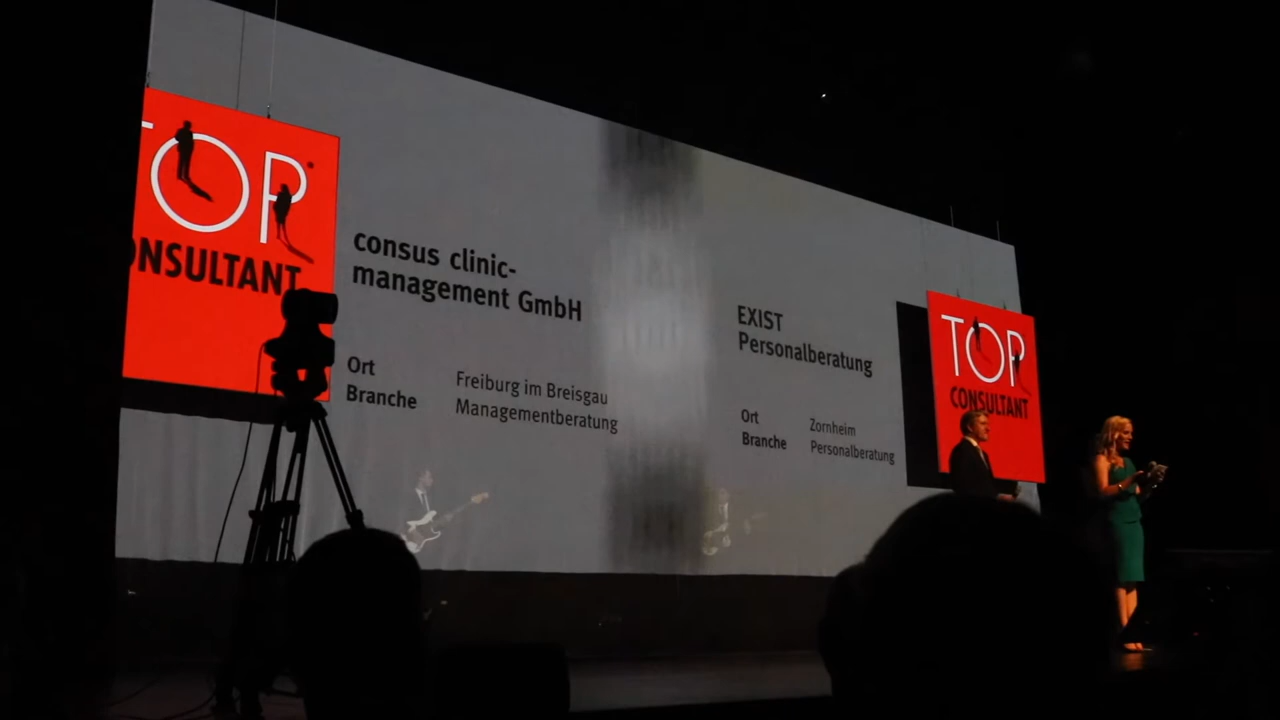 TOP
ONSULTANT
consus clinic-
management GmbH
Ort Freiburg im Breisgau
Branche Managementberatung
EXIST
Personalberatung
Ort Zornheim
Branche Personalberatung
TOP
CONSULTANT